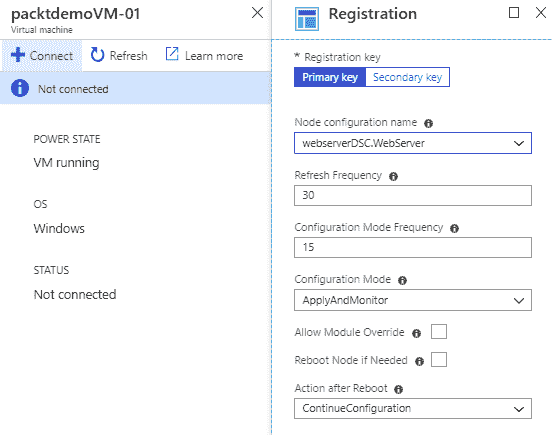 packtdemoVM-01
Virtual machine
Connect Refresh Learn more
Not connected
POWER STATE
VM running
OS
Windows
STATUS
Not connected
Registration
* Registration key
Primary key Secondary key
Node configuration name
webserverDSC.WebServer
Refresh Frequency
30
Configuration Mode Frequency
15
Configuration Mode
ApplyAndMonitor
Allow Module Override
Reboot Node if Needed
Action after Reboot
ContinueConfiguration